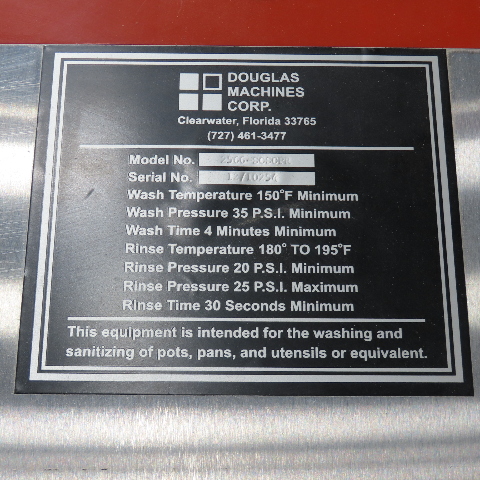 DOUGLAS
MACHINES
CORP.
Clearwater, Florida 33765
(727) 461-3477
Model No.
Serial No.
Wash Temperature 150°F Minimum
Wash Pressure 35 P.S.I. Minimum
Wash Time 4 Minutes Minimum
Rinse Temperature 180° TO 195°F
Rinse Pressure 20 P.S.I. Minimum
Rinse Pressure 25 P.S.I. Maximum
Rinse Time 30 Seconds Minimum
This equipment is intended for the washing and
sanitizing of pots, pans, and utensils or equivalent.